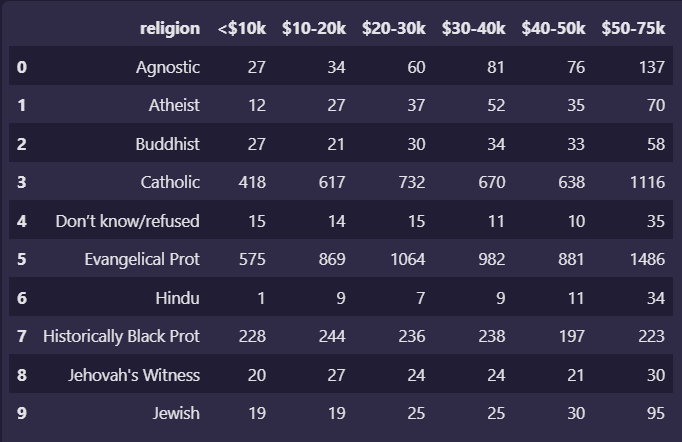 religion <$10k $10-20k $20-30k $30-40k $40-50k $50-75k
0 Agnostic 27 34 60 81 76 137
1 Atheist 12 27 37 52 35 70
2 Buddhist 27 21 30 34 33 58
3 Catholic 418 617 732 670 638 1116
4 Don’t know/refused 15 14 15 11 10 35
5 Evangelical Prot 575 869 1064 982 881 1486
6 Hindu 1 9 7 9 11 34
7 Historically Black Prot 228 244 236 238 197 223
8 Jehovah's Witness 20 27 24 24 21 30
9 Jewish 19 19 25 25 30 95